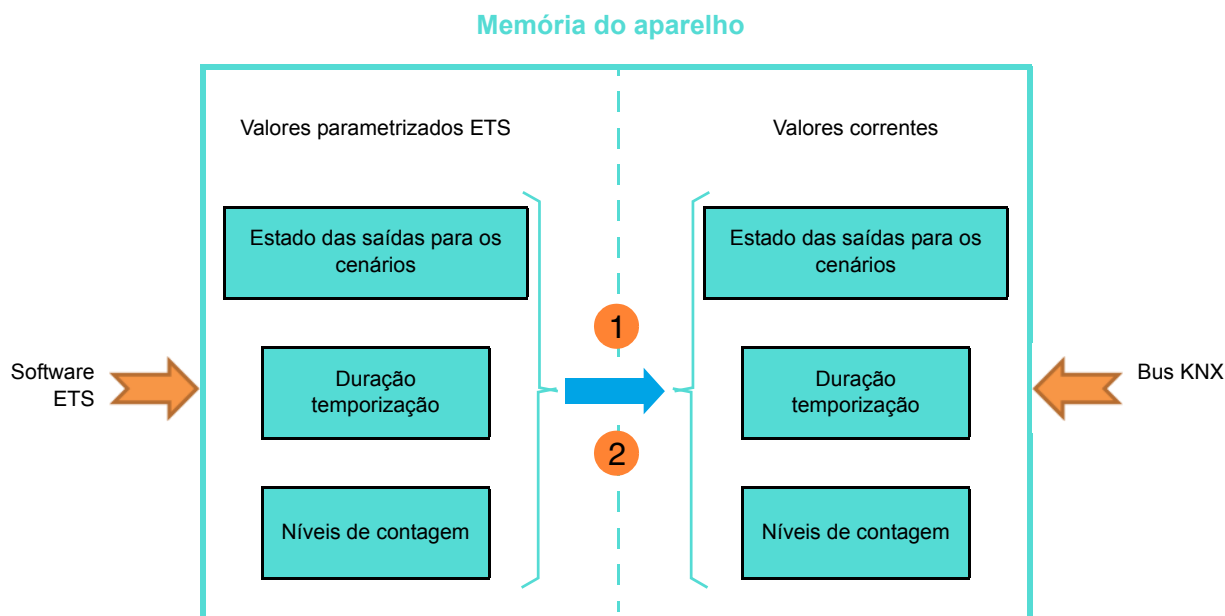 Memória do aparelho
Valores parametrizados ETS
Valores correntes
Estado das saídas para os
cenários
Estado das saídas para os
cenários
1
Software
ETS
Duração
temporização
Duração
temporização
Bus KNX
2
Níveis de contagem
Níveis de contagem